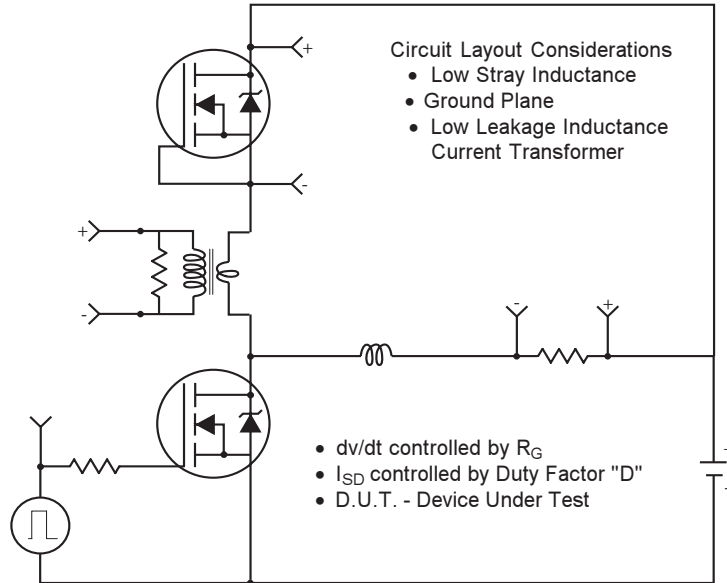 +
Circuit Layout Considerations
• Low Stray Inductance
• Ground Plane
• Low Leakage Inductance
Current Transformer
-
+
-
- +
• dv/dt controlled by RG
• ISD controlled by Duty Factor "D"
• D.U.T. - Device Under Test
+
-